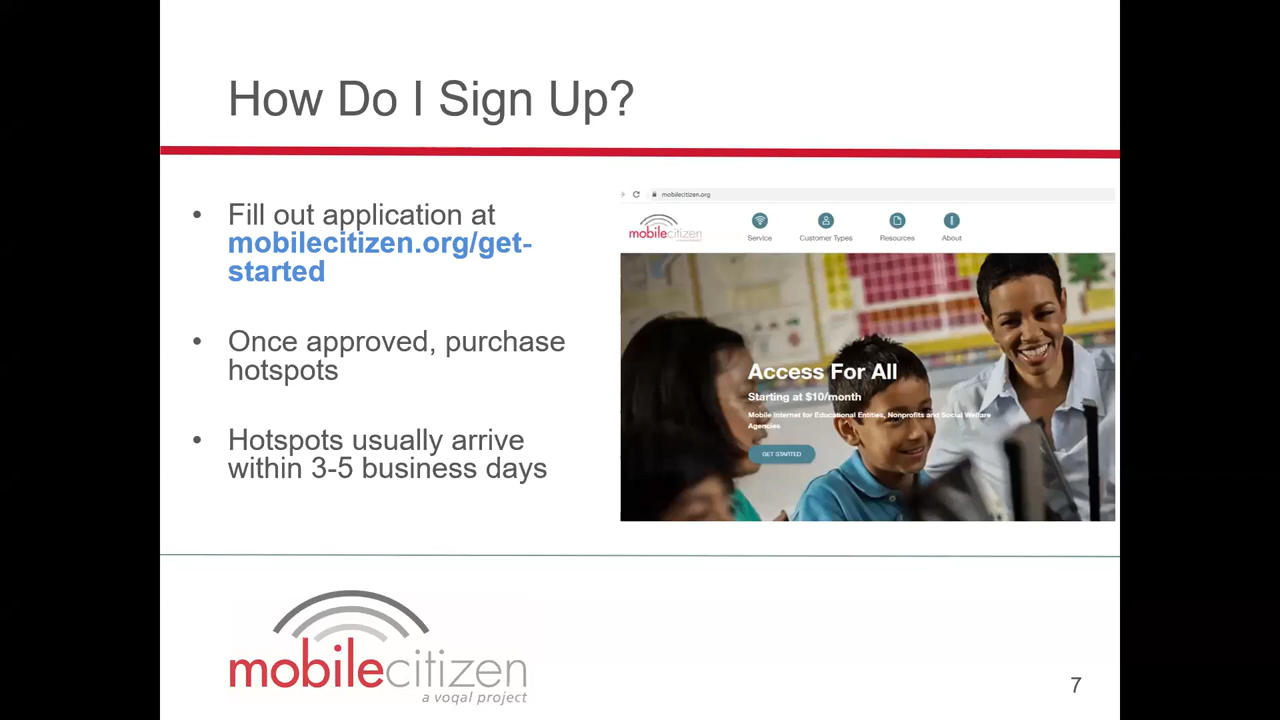 How Do I Sign Up?
• Fill out application at
mobilecitizen.org/get-
started
• Once approved, purchase
hotspots
• Hotspots usually arrive
within 3-5 business days
mobilecitizen.org
mobilecitizen
Service
Customer Types
Resources
About
Access For All
Starting at $10/month
Mobile Internet for Educational Entities, Nonprofits and Social Welfare
Agencies
GET STARTED
mobilecitizen
a voqal project
7